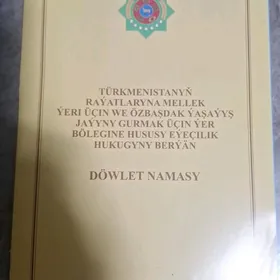 TÜRKMENISTANYŇ
RAÝATLARYNA MELLEK
ÝERI ÜÇIN WE ÖZBAŞDAK ÝAŞAÝYŞ
JAÝYNY GURMAK ÜÇIN ÝER
BÖLEGINE HUSUSY EÝEÇILIK
HUKUGYNY BERÝÄN
DÖWLET NAMASY